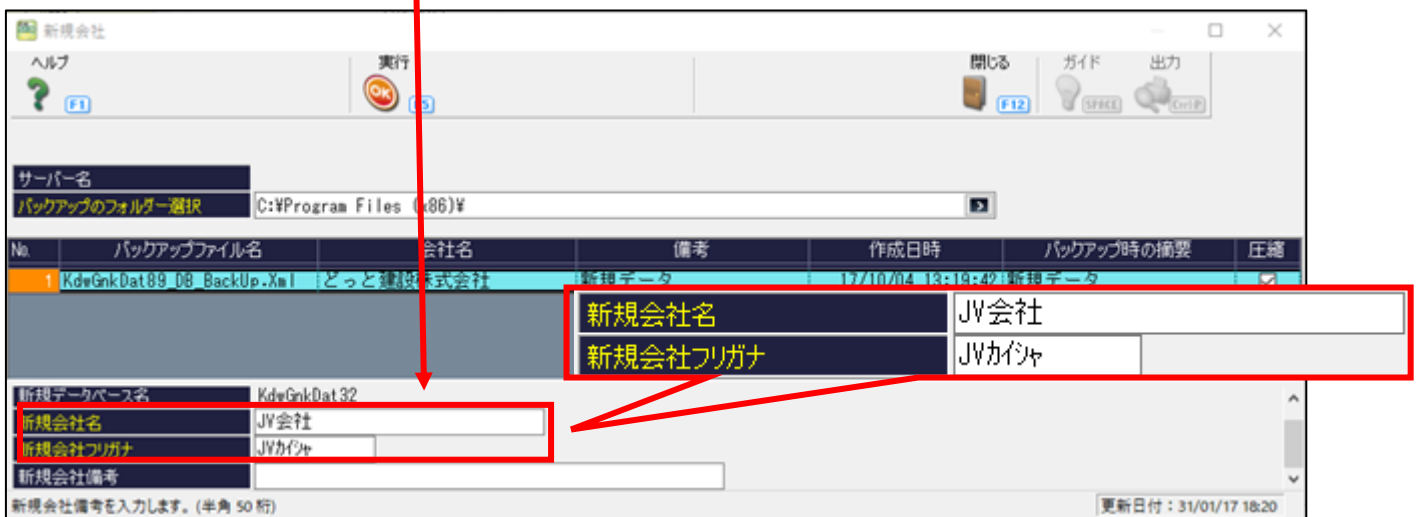 新規会社
ヘルプ 実行 閉じる ガイド 出力
F1 OK F5 F12 SPACE Ctrl P
サーバー名
バックアップのフォルダー選択 C:¥Program Files (x86)¥
No. バックアップファイル名 会社名 備考 作成日時 バックアップ時の摘要 圧縮
1 KdwGnkDat89_DB_BackUp.Xml どっと建設株式会社 新規データ 17/10/04 13:19:42 新規データ
新規会社名 JV会社
新規会社フリガナ JVカイシャ
新規データベース名 KdwGnkDat32
新規会社名 JV会社
新規会社フリガナ JVカイシャ
新規会社備考
新規会社備考を入力します。(半角 50 桁) 更新日付:31/01/17 18:20